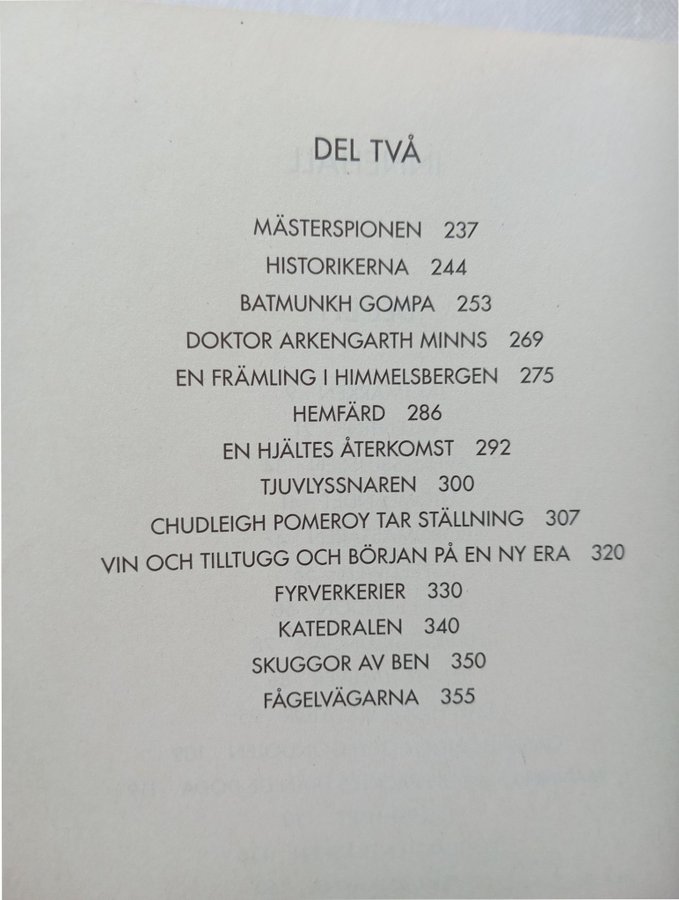 DEL TVÅ
MÄSTERSPIONEN 237
HISTORIKERNA 244
BATMUNKH GOMPA 253
DOKTOR ARKENGARTH MINNS 269
EN FRÄMLING I HIMMELSBERGEN 275
HEMFÄRD 286
EN HJÄLTES ÅTERKOMST 292
TJUVLYSSNAREN 300
CHUDLEIGH POMEROY TAR STÄLLNING 307
VIN OCH TILLTUGG OCH BÖRJAN PÅ EN NY ERA 320
FYRVERKERIER 330
KATEDRALEN 340
SKUGGOR AV BEN 350
FÅGELVÄGARNA 355